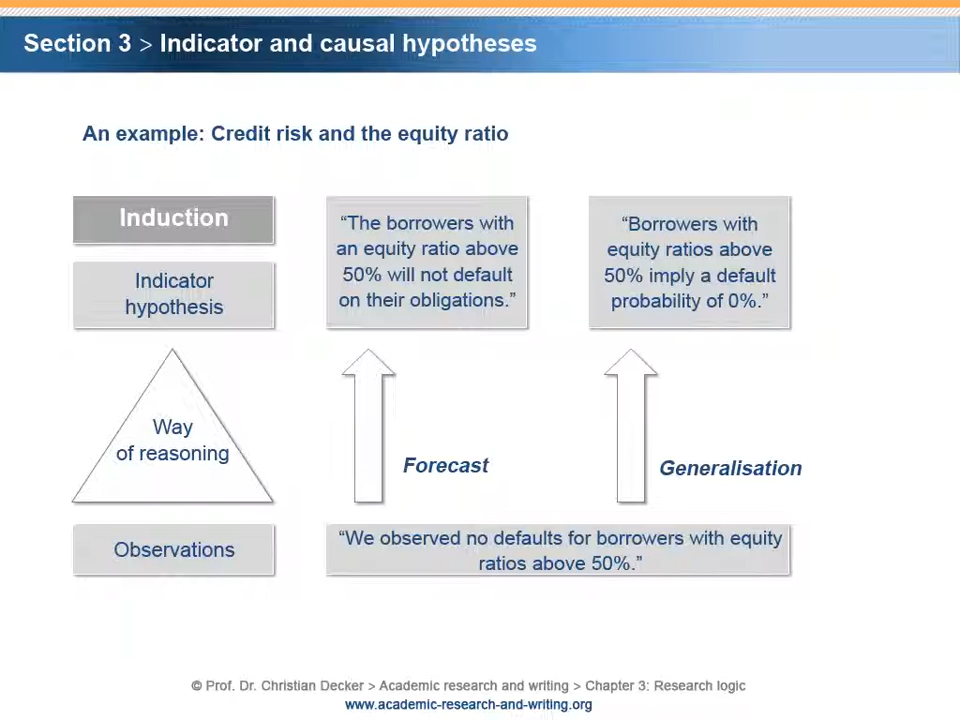 Section 3 > Indicator and causal hypotheses
An example: Credit risk and the equity ratio
Induction
Indicator
hypothesis
“The borrowers with
an equity ratio above
50% will not default
on their obligations.”
“Borrowers with
equity ratios above
50% imply a default
probability of 0%.”
Way
of reasoning
Forecast
Generalisation
Observations
“We observed no defaults for borrowers with equity
ratios above 50%.”
© Prof. Dr. Christian Decker > Academic research and writing > Chapter 3: Research logic
www.academic-research-and-writing.org